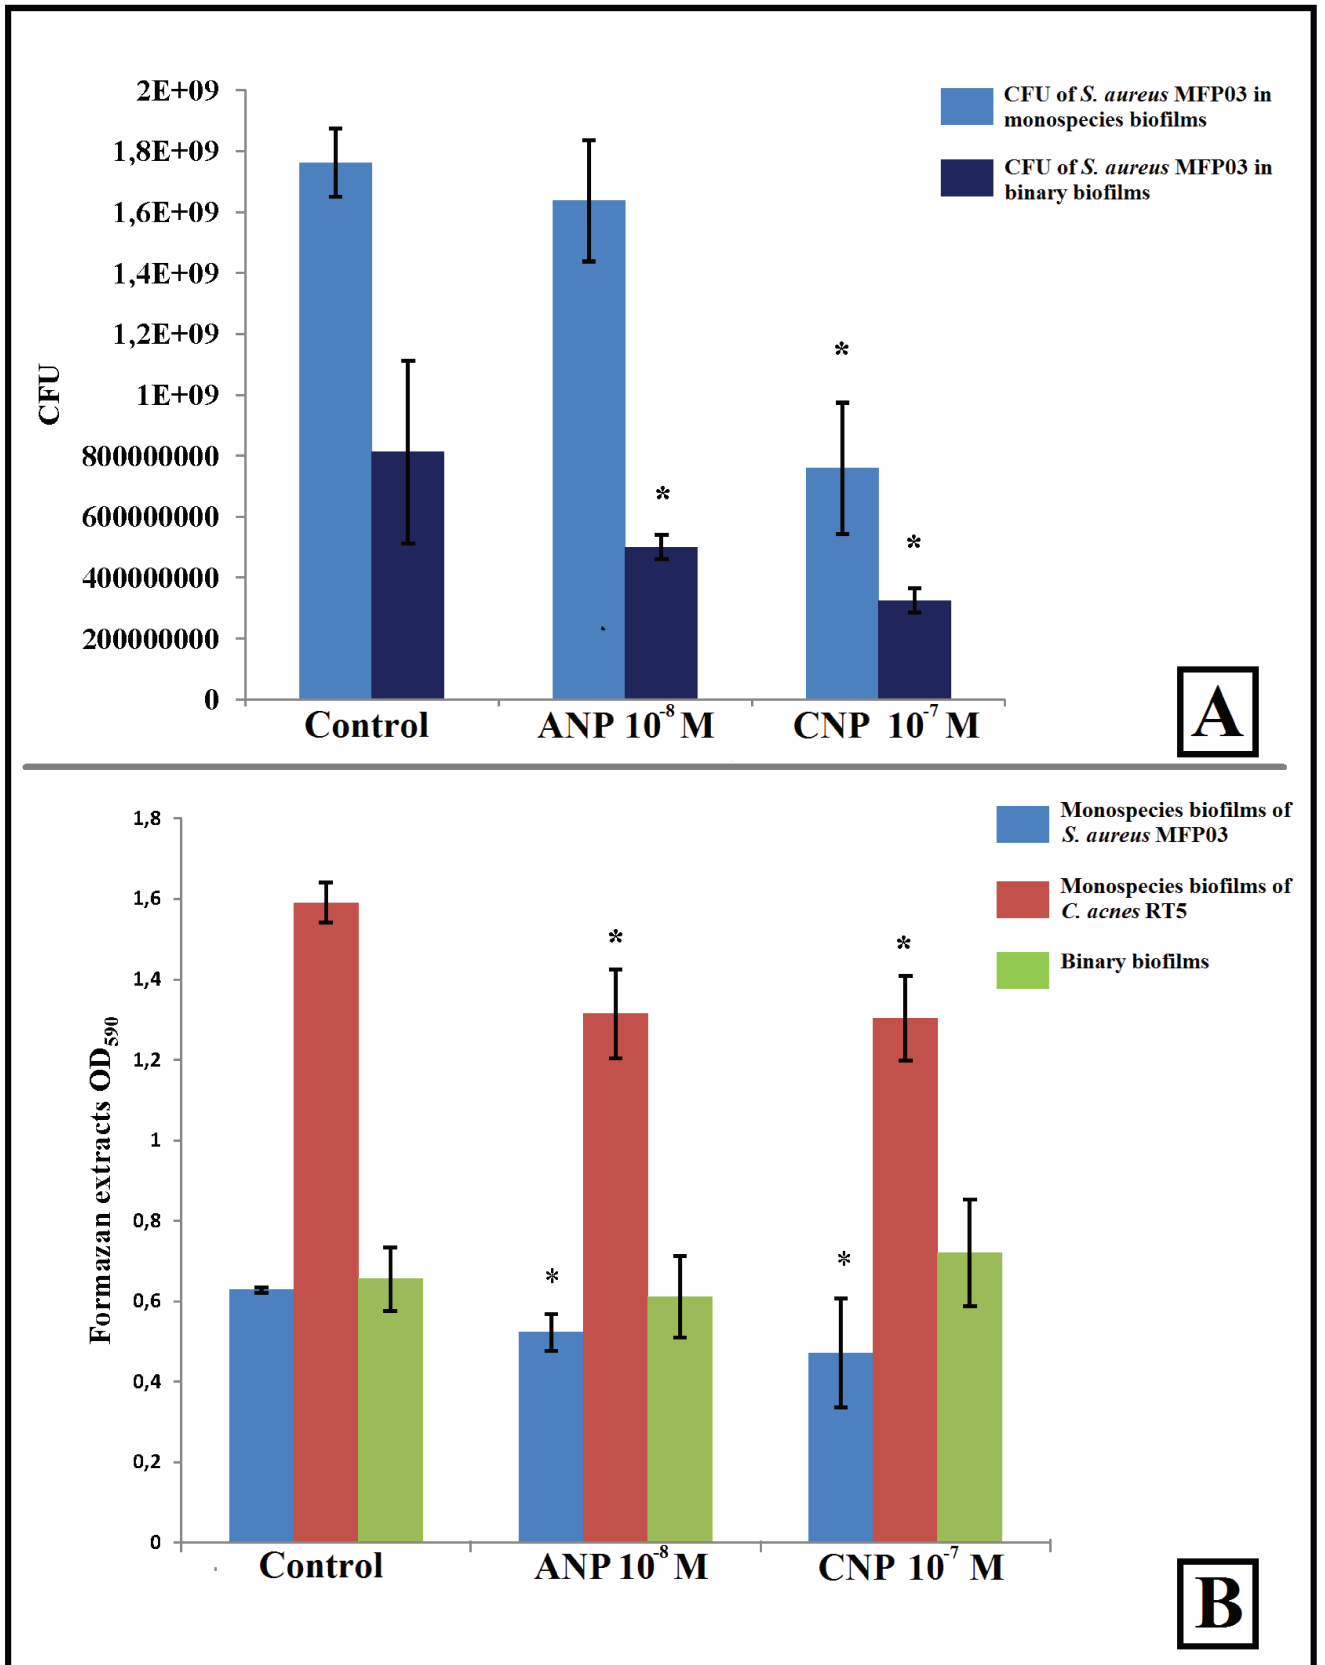 2E+09
1,8E+09
1,6E+09
1,4E+09
1,2E+09
1E+09
800000000
600000000
400000000
200000000
0
CFU
CFU of S. aureus MFP03 in
monospecies biofilms
CFU of S. aureus MFP03 in
binary biofilms
*
*
*
Control
ANP 10⁻⁸ M
CNP 10⁻⁷ M
A
1,8
1,6
1,4
1,2
1
0,8
0,6
0,4
0,2
0
Formazan extracts OD₅₉₀
Monospecies biofilms of
S. aureus MFP03
Monospecies biofilms of
C. acnes RT5
Binary biofilms
*
*
*
*
Control
ANP 10⁻⁸ M
CNP 10⁻⁷ M
B